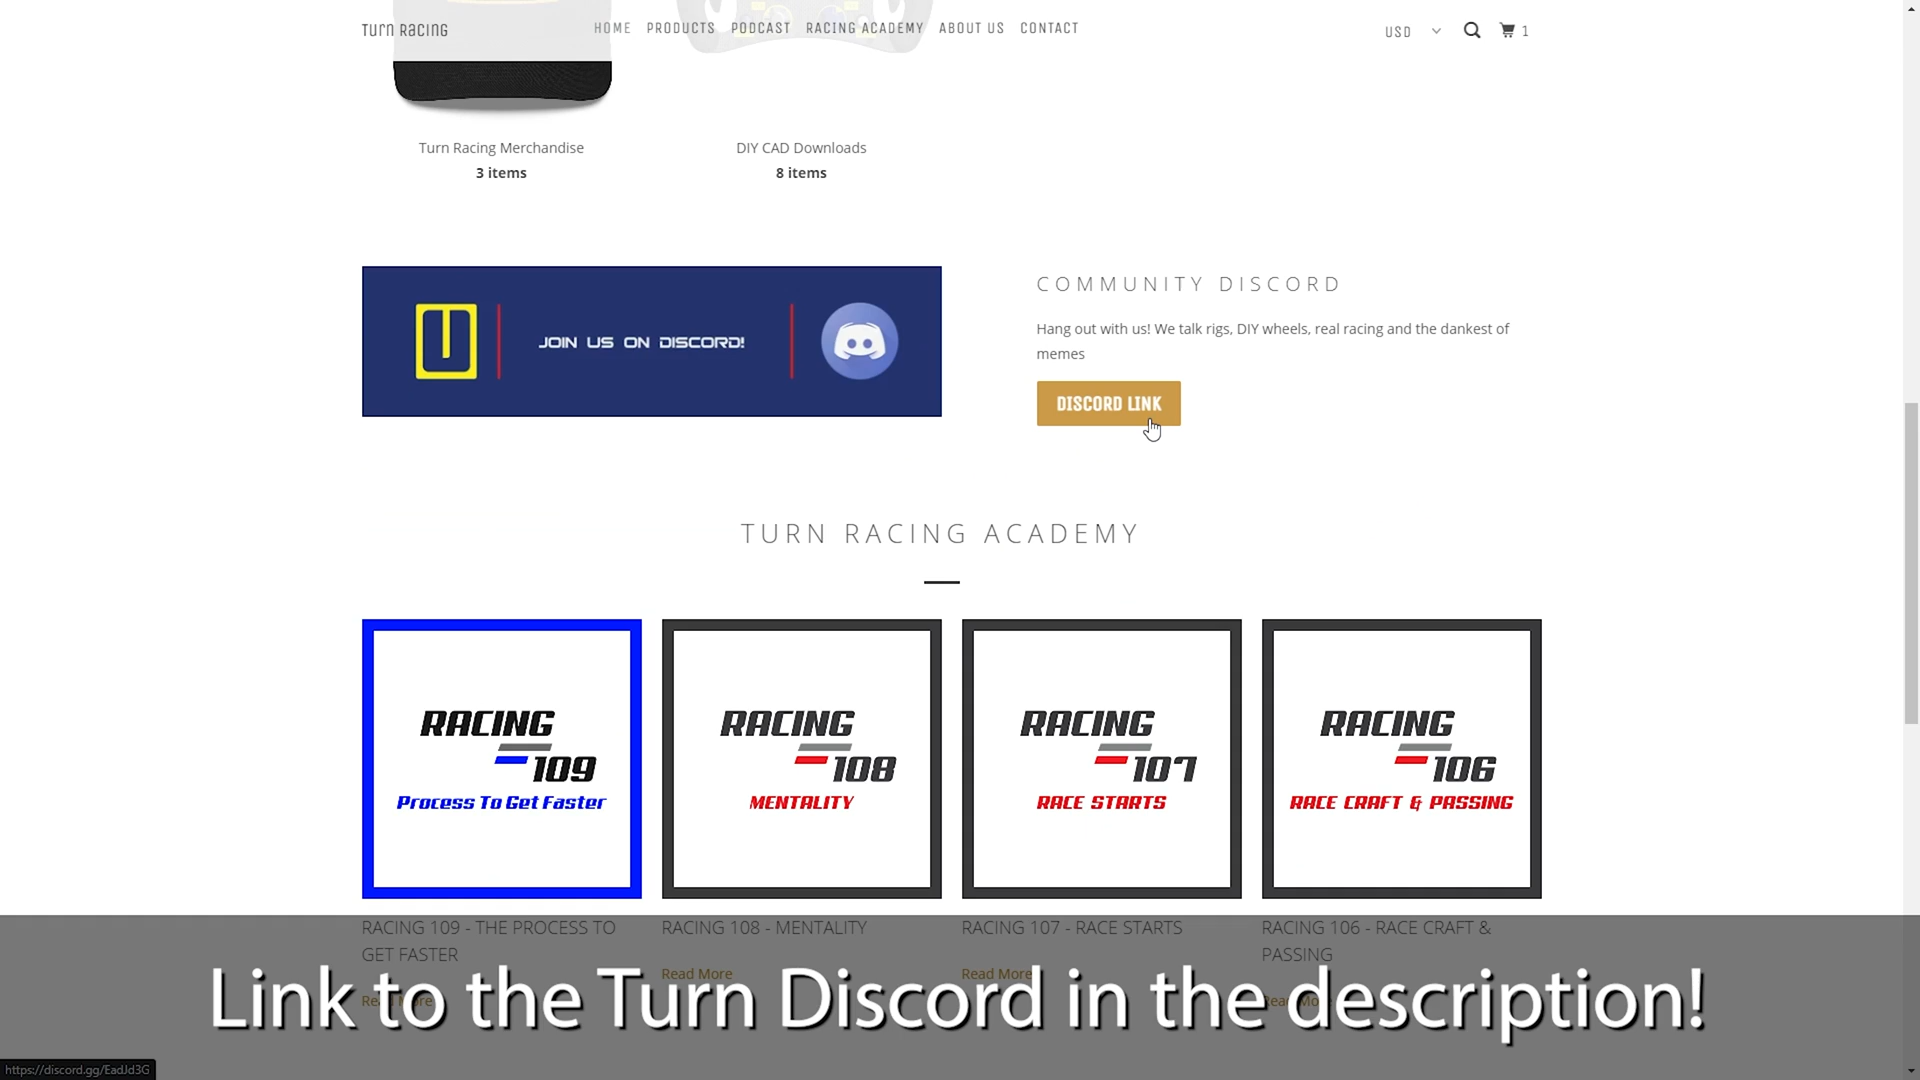 Turn Racing
HOME PRODUCTS PODCAST RACING ACADEMY ABOUT US CONTACT
USD
1
Turn Racing Merchandise
3 items
DIY CAD Downloads
8 items
JOIN US ON DISCORD!
COMMUNITY DISCORD
Hang out with us! We talk rigs, DIY wheels, real racing and the dankest of
memes
DISCORD LINK
TURN RACING ACADEMY
RACING
109
Process To Get Faster
RACING
108
MENTALITY
RACING
107
RACE STARTS
RACING
106
RACE CRAFT & PASSING
RACING 109 - THE PROCESS TO
GET FASTER
Read More
RACING 108 - MENTALITY
Read More
RACING 107 - RACE STARTS
Read More
RACING 106 - RACE CRAFT &
PASSING
Read More
Link to the Turn Discord in the description!
https://discord.gg/EadJd3G